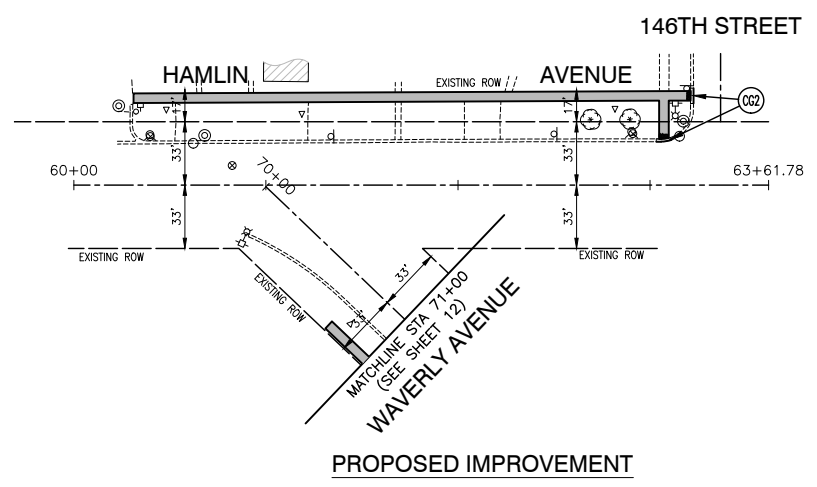 146TH STREET
HAMLIN AVENUE
EXISTING ROW
CG2
17'
17'
33'
33'
60+00
70+00
63+61.78
33'
33'
EXISTING ROW
EXISTING ROW
EXISTING ROW
33'
33'
MATCHLINE STA 71+00
(SEE SHEET 12)
WAVERLY AVENUE
PROPOSED IMPROVEMENT